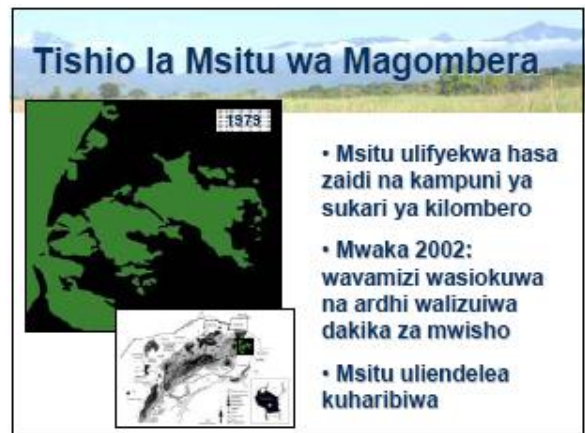 Tishio la Msitu wa Magombera
1979
• Msitu ulifyekwa hasa
zaidi na kampuni ya
sukari ya kilombero
• Mwaka 2002:
wavamizi wasiokuwa
na ardhi walizuiwa
dakika za mwisho
• Msitu uliendelea
kuharibiwa